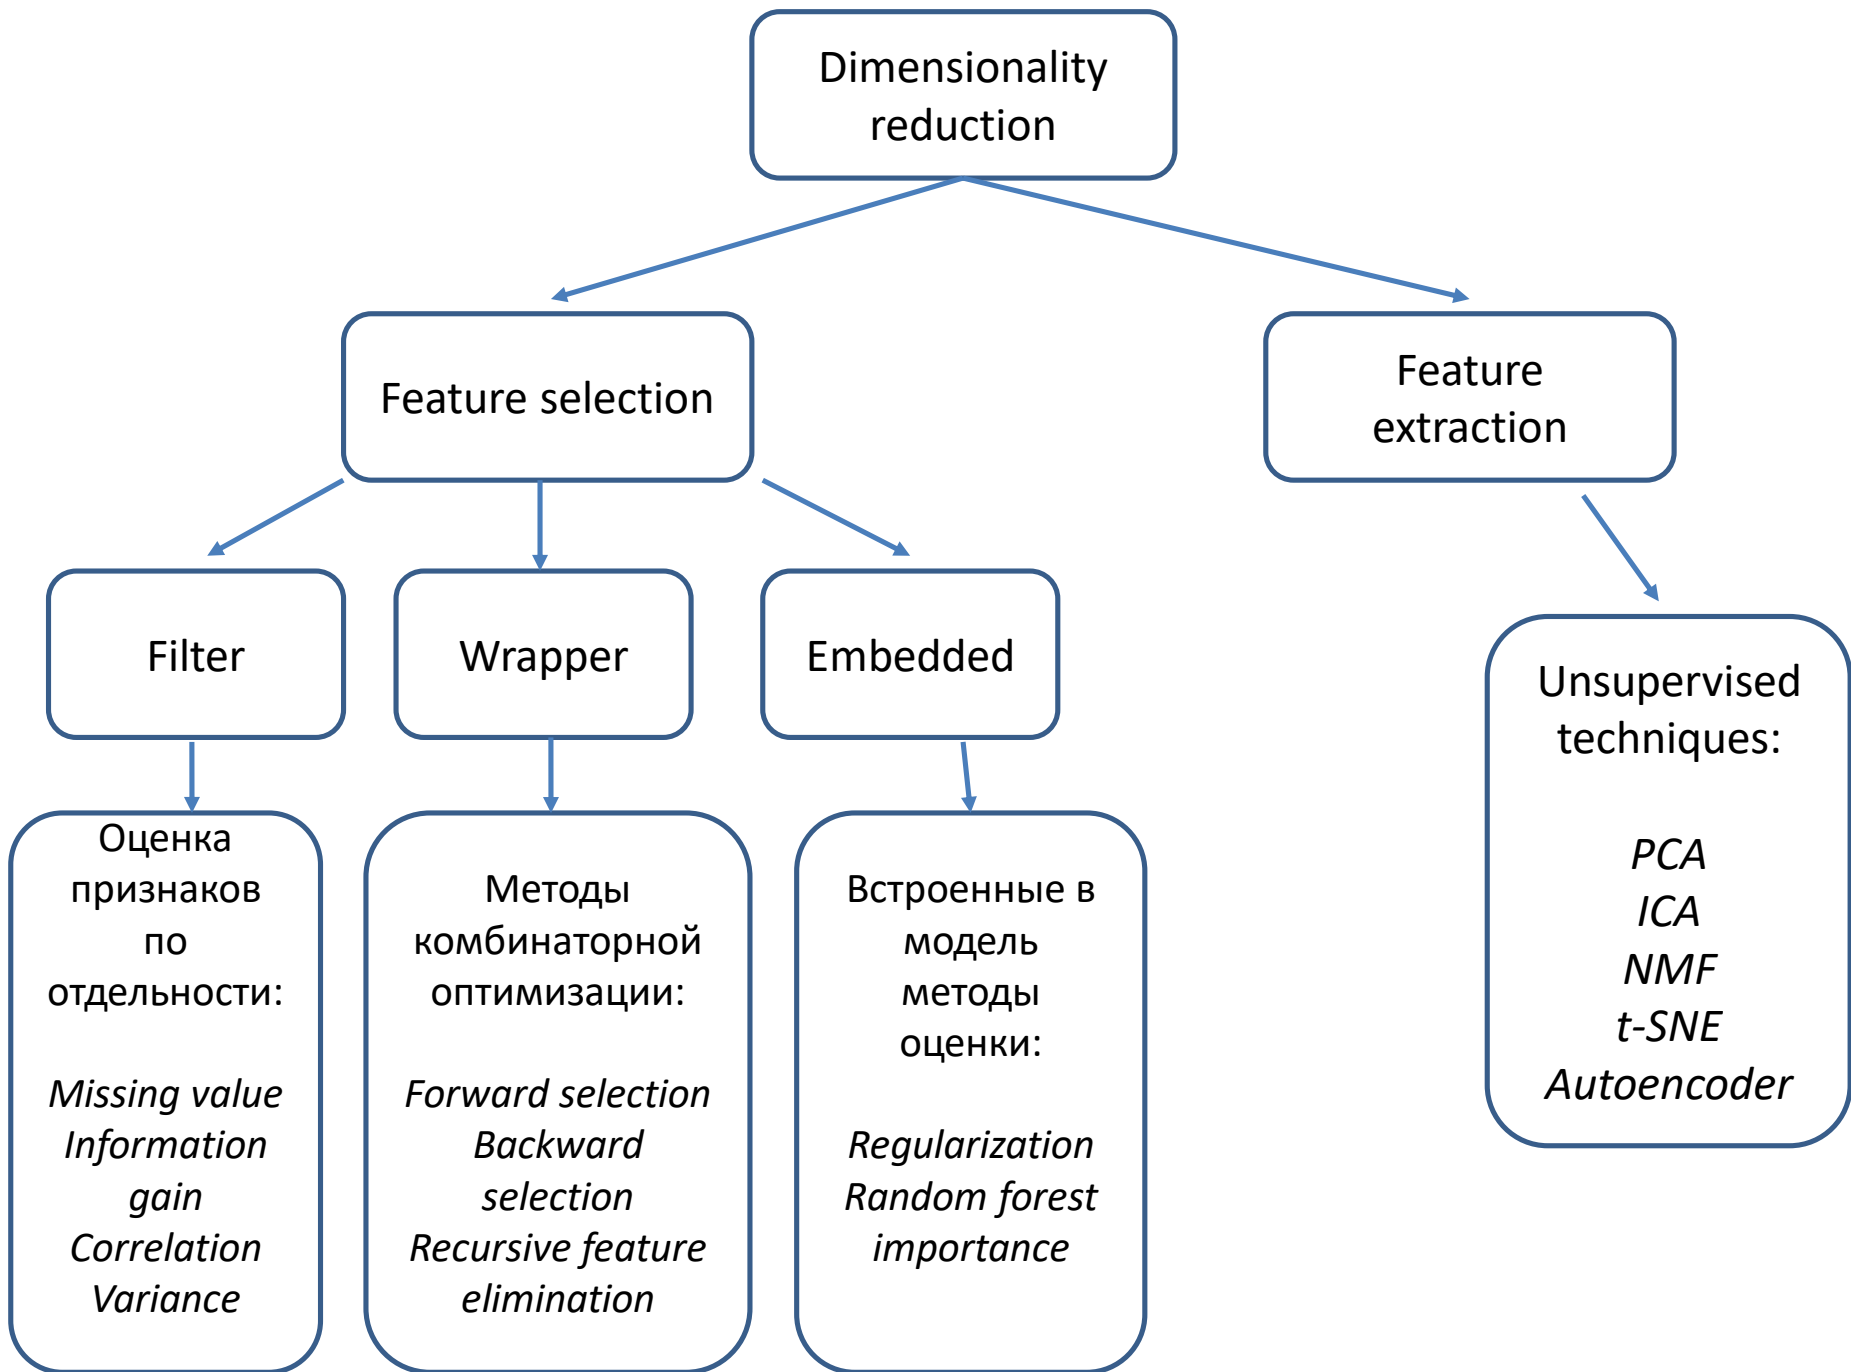 Dimensionality
reduction
Feature selection
Feature
extraction
Filter
Wrapper
Embedded
Unsupervised
techniques:
PCA
ICA
NMF
t-SNE
Autoencoder
Оценка
признаков
по
отдельности:
Missing value
Information
gain
Correlation
Variance
Методы
комбинаторной
оптимизации:
Forward selection
Backward
selection
Recursive feature
elimination
Встроенные в
модель
методы
оценки:
Regularization
Random forest
importance